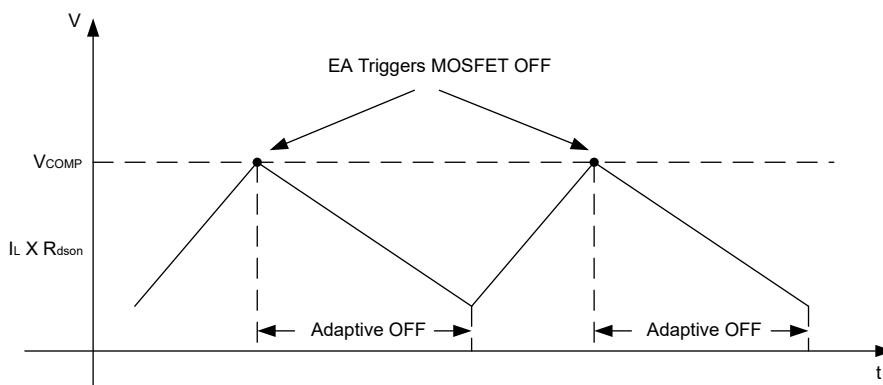 V
EA Triggers MOSFET OFF
VCOMP
IL X Rdson
Adaptive OFF
Adaptive OFF
t